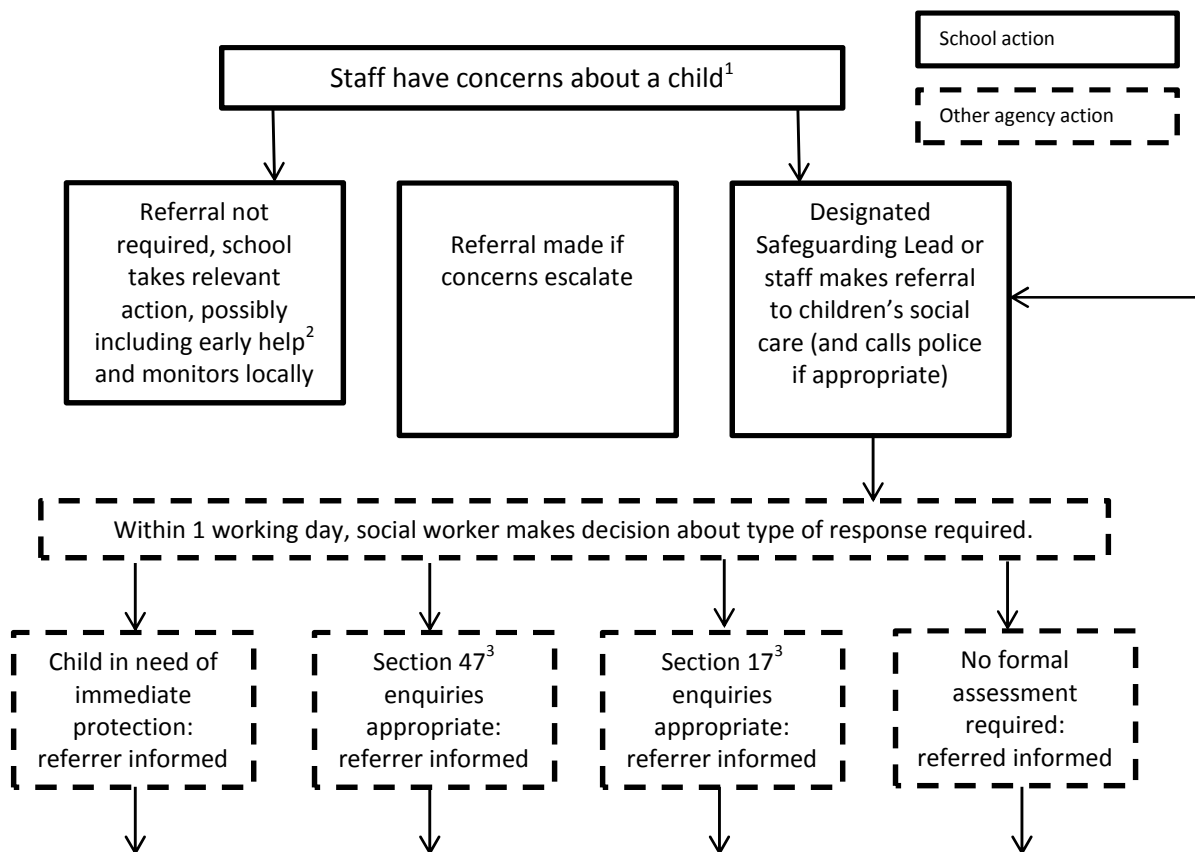 School action
Staff have concerns about a child¹
Other agency action
Referral not
required, school
takes relevant
action, possibly
including early help²
and monitors locally
Referral made if
concerns escalate
Designated
Safeguarding Lead or
staff makes referral
to children’s social
care (and calls police
if appropriate)
Within 1 working day, social worker makes decision about type of response required.
Child in need of
immediate
protection:
referrer informed
Section 47³
enquiries
appropriate:
referrer informed
Section 17³
enquiries
appropriate:
referrer informed
No formal
assessment
required:
referred informed